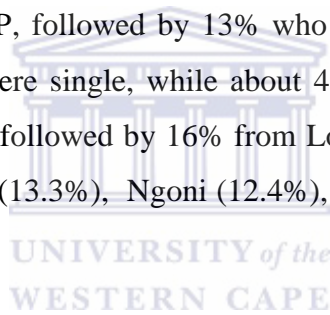 P, followed by 13% who
ere single, while about 4
followed by 16% from Lo
(13.3%), Ngoni (12.4%),
UNIVERSITY of the
WESTERN CAPE